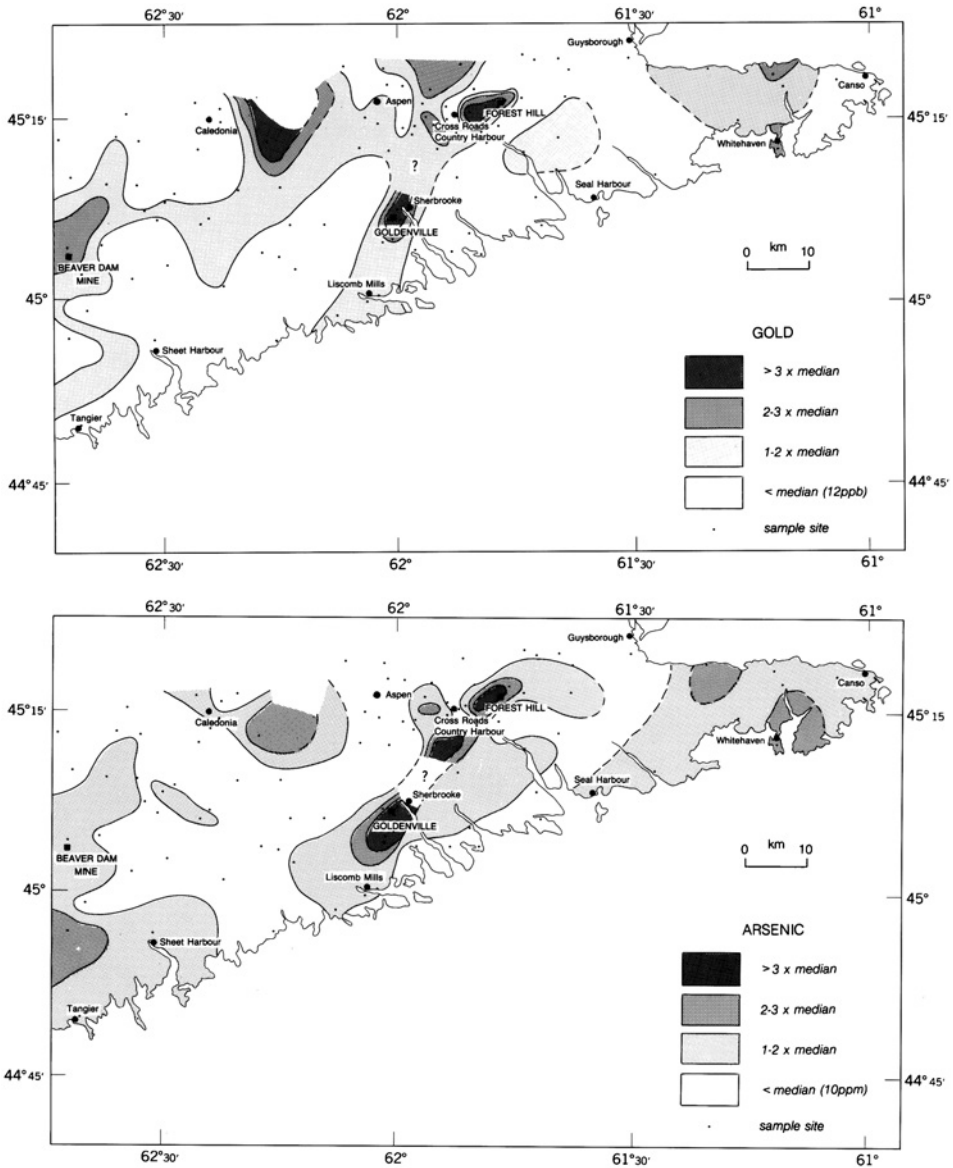 62° 30'
62°
61° 30'
61°
Guysborough
Canso
Aspen
45° 15'
Caledonia
FOREST HILL
Cross Roads
Country Harbour
45° 15'
Whitehaven
?
Sherbrooke
Seal Harbour
GOLDENVILLE
BEAVER DAM
MINE
km
0 10
Liscomb Mills
45°
45°
GOLD
Sheet Harbour
> 3 x median
2-3 x median
Tangier
1-2 x median
44° 45'
44° 45'
< median (12ppb)
sample site
62° 30'
62°
61° 30'
61°
62° 30'
62°
61° 30'
61°
Guysborough
Canso
Aspen
45° 15'
Caledonia
FOREST HILL
Cross Roads
Country Harbour
45° 15'
Whitehaven
?
Seal Harbour
Sherbrooke
GOLDENVILLE
BEAVER DAM
MINE
km
0 10
Liscomb Mills
45°
45°
ARSENIC
Sheet Harbour
> 3 x median
2-3 x median
Tangier
1-2 x median
44° 45'
44° 45'
< median (10ppm)
sample site
62° 30'
62°
61° 30'
61°